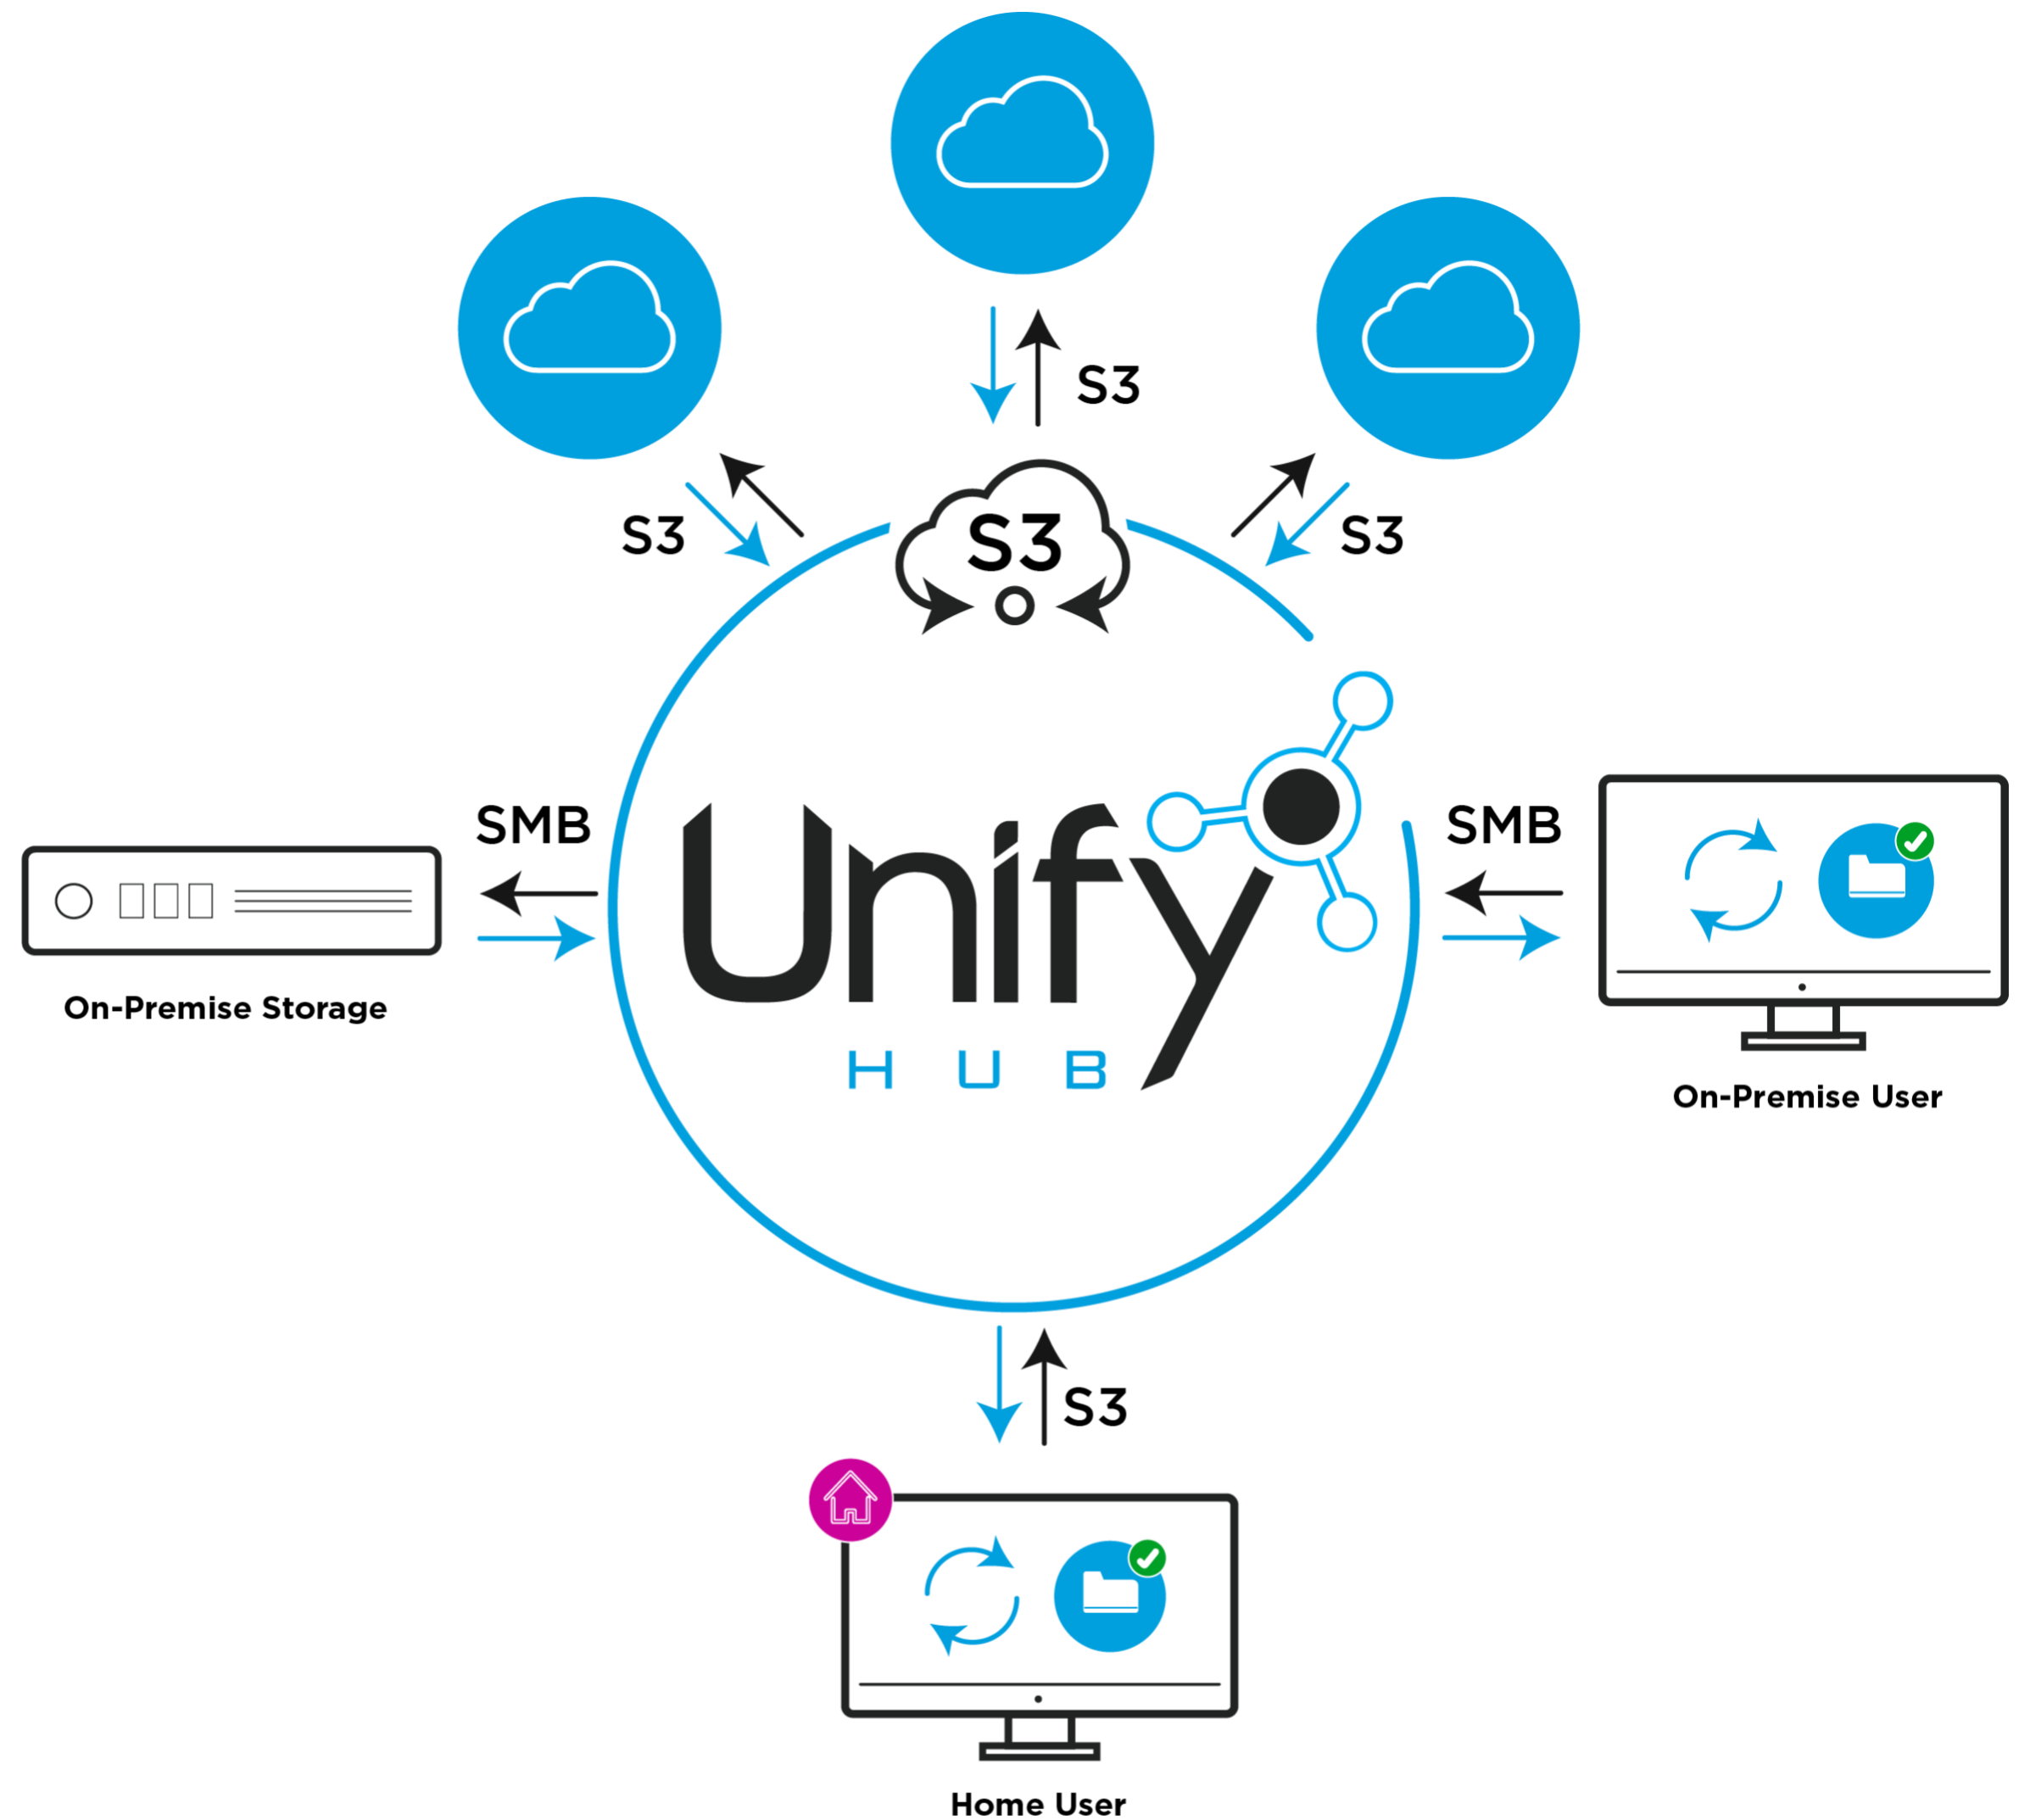 S3
S3
S3
S3
SMB
SMB
Unify
HUB
On-Premise Storage
On-Premise User
S3
Home User